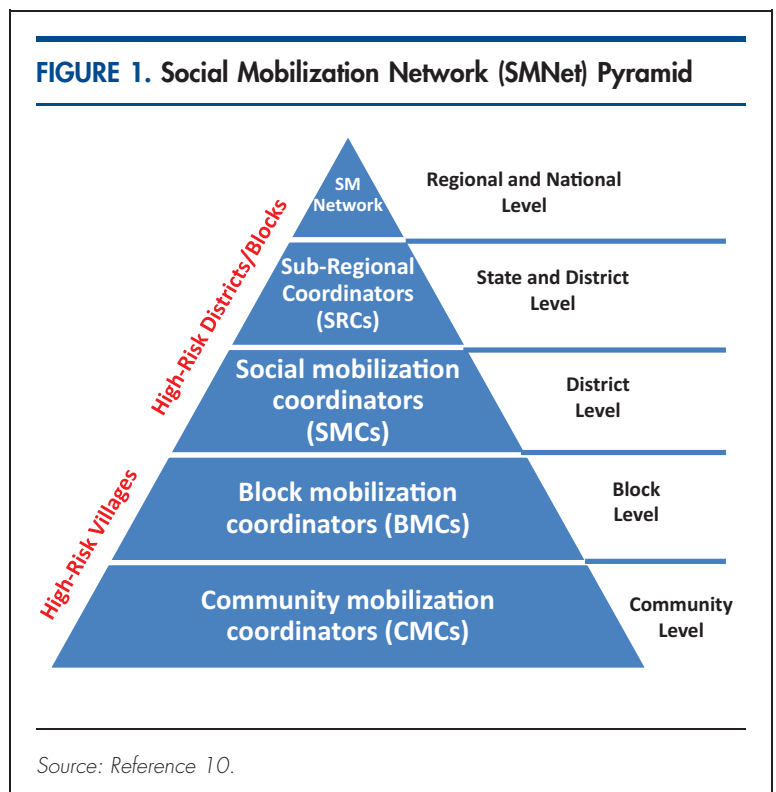 FIGURE 1. Social Mobilization Network (SMNet) Pyramid
SM
Network
Regional and National
Level
High-Risk Districts/Blocks
Sub-Regional
Coordinators
(SRCs)
State and District
Level
Social mobilization
coordinators
(SMCs)
District
Level
High-Risk Villages
Block mobilization
coordinators (BMCs)
Block
Level
Community mobilization
coordinators (CMCs)
Community
Level
Source: Reference 10.